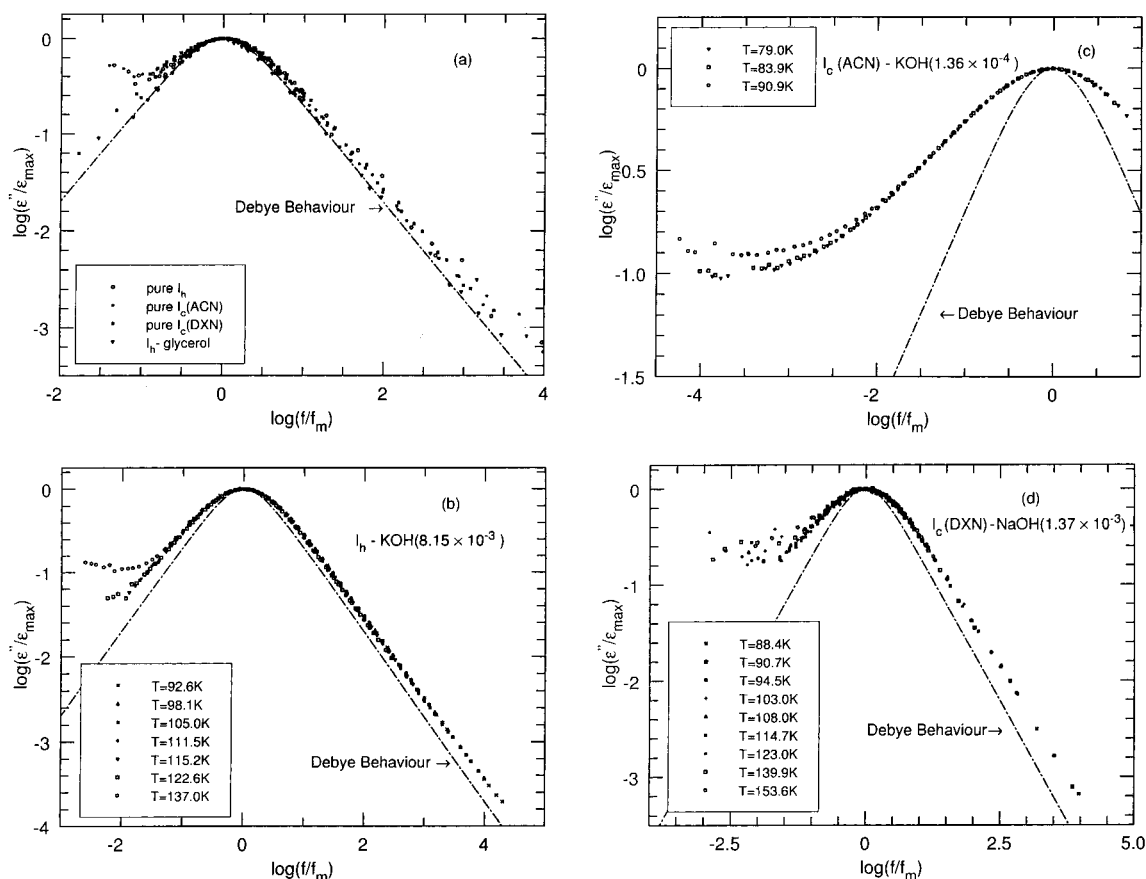 (a)
0
-1
-2
-3
log(ε"/ε_max)
Debye Behaviour →
pure I_h
pure I_c(ACN)
pure I_c(DXN)
I_h- glycerol
-2 0 2 4
log(f/f_m)
(c)
T=79.0K
T=83.9K
T=90.9K
I_c (ACN) - KOH(1.36 × 10⁻⁴)
0.0
-0.5
-1.0
-1.5
log(ε"/ε_max)
← Debye Behaviour
-4 -2 0
log(f/f_m)
(b)
I_h - KOH(8.15 × 10⁻³)
0
-1
-2
-3
-4
log(ε"/ε_max)
T=92.6K
T=98.1K
T=105.0K
T=111.5K
T=115.2K
T=122.6K
T=137.0K
Debye Behaviour →
-2 0 2 4
log(f/f_m)
(d)
I_c(DXN)-NaOH(1.37 × 10⁻³)
0
-1
-2
-3
log(ε"/ε_max)
T=88.4K
T=90.7K
T=94.5K
T=103.0K
T=108.0K
T=114.7K
T=123.0K
T=139.9K
T=153.6K
Debye Behaviour→
-2.5 0 2.5 5.0
log(f/f_m)